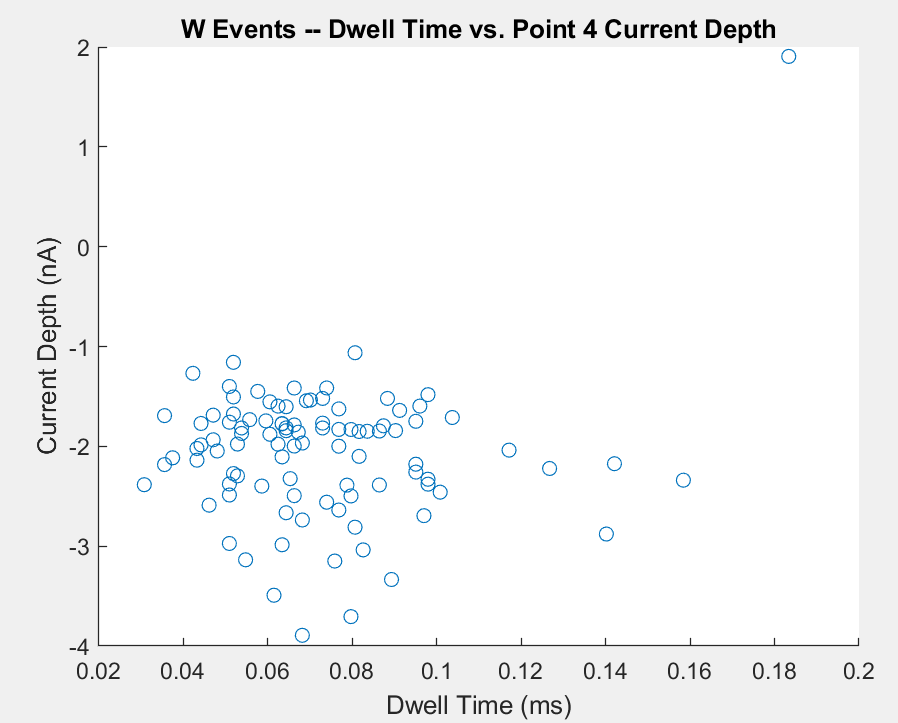 W Events -- Dwell Time vs. Point 4 Current Depth
2
1
0
-1
-2
-3
-4
Current Depth (nA)
0.02 0.04 0.06 0.08 0.1 0.12 0.14 0.16 0.18 0.2
Dwell Time (ms)